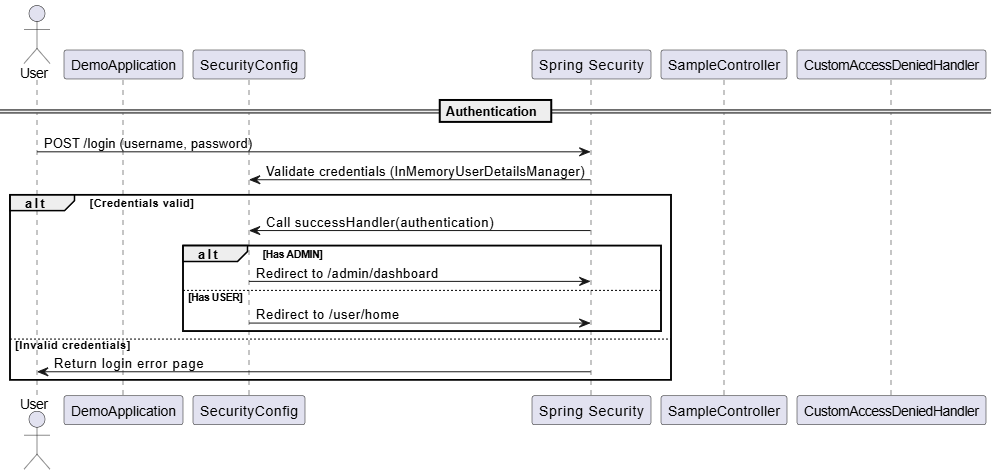 User
DemoApplication
SecurityConfig
Spring Security
SampleController
CustomAccessDeniedHandler
Authentication
POST /login (username, password)
Validate credentials (InMemoryUserDetailsManager)
alt [Credentials valid]
Call successHandler(authentication)
alt [Has ADMIN]
Redirect to /admin/dashboard
[Has USER]
Redirect to /user/home
[Invalid credentials]
Return login error page
User
DemoApplication
SecurityConfig
Spring Security
SampleController
CustomAccessDeniedHandler